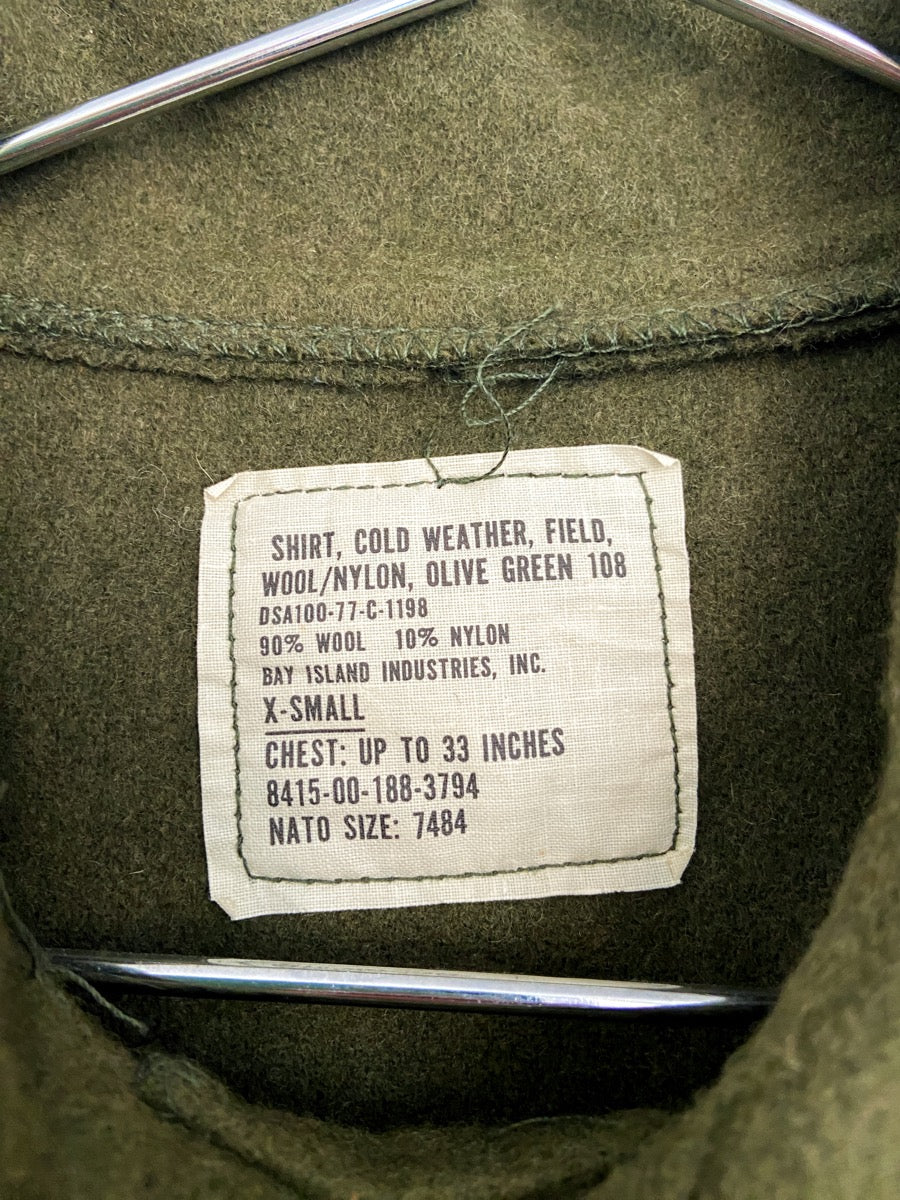 SHIRT, COLD WEATHER, FIELD,
WOOL/NYLON, OLIVE GREEN 108
DSA100-77-C-1198
90% WOOL 10% NYLON
BAY ISLAND INDUSTRIES, INC.
X-SMALL
CHEST: UP TO 33 INCHES
8415-00-188-3794
NATO SIZE: 7484